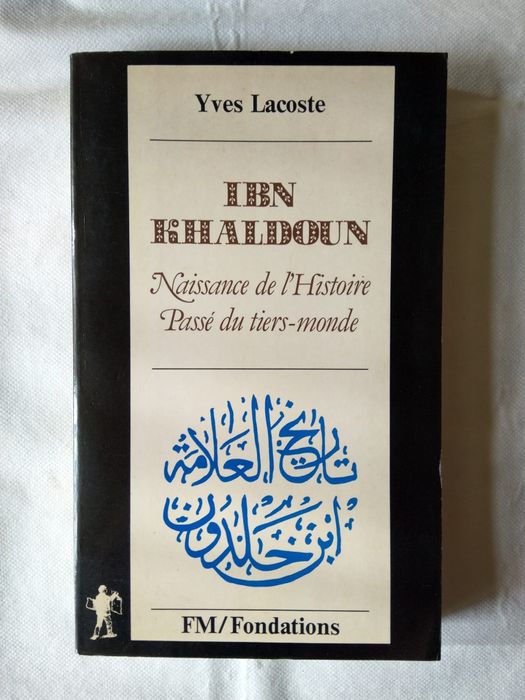 Yves Lacoste
IBN
KHALDOUN
Naissance de l'Histoire
Passé du tiers-monde
تاريخ العلامة
ابن خلدون
FM/Fondations